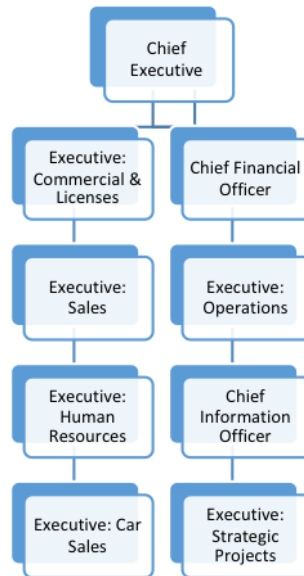 Chief
Executive
Executive:
Commercial &
Licenses
Chief Financial
Officer
Executive:
Sales
Executive:
Operations
Executive:
Human
Resources
Chief
Information
Officer
Executive: Car
Sales
Executive:
Strategic
Projects